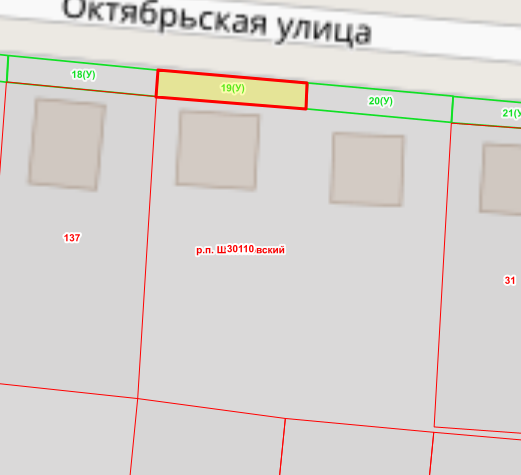 Октябрьская улица
18(У)
19(У)
20(У)
21(У
137
р.п. Ш30110вский
31